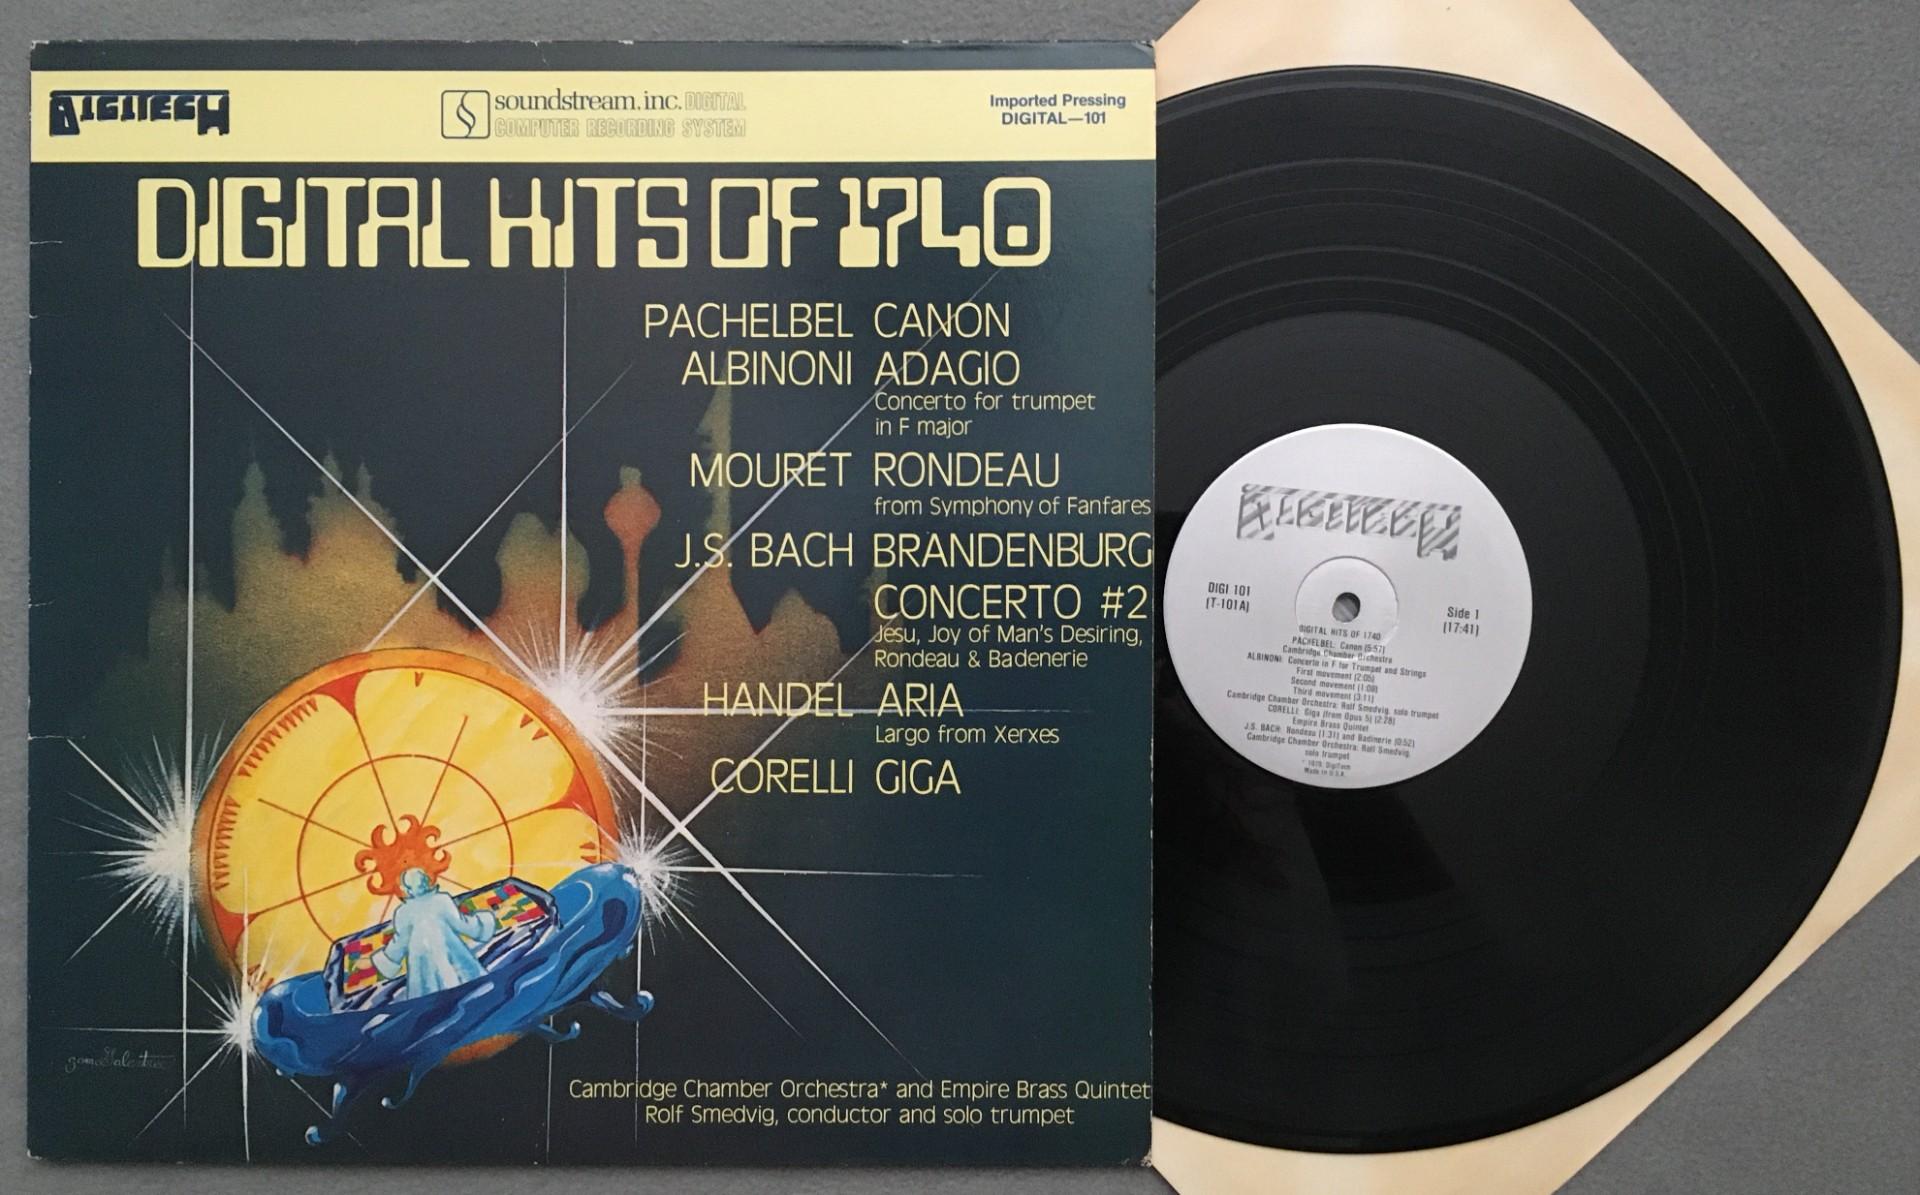 DIGITECH
soundstream, inc. DIGITAL
COMPUTER RECORDING SYSTEM
Imported Pressing
DIGITAL—101
DIGITAL HITS OF 1740
PACHELBEL CANON
ALBINONI ADAGIO
Concerto for trumpet
in F major
MOURET RONDEAU
from Symphony of Fanfares
J.S. BACH BRANDENBURG
CONCERTO #2
Jesu, Joy of Man's Desiring,
Rondeau & Badenerie
HANDEL ARIA
Largo from Xerxes
CORELLI GIGA
Cambridge Chamber Orchestra* and Empire Brass Quintet
Rolf Smedvig, conductor and solo trumpet
DIGITECH
DIGI 101
(T-101A)
Side 1
(17:41)
DIGITAL HITS OF 1740
PACHELBEL: Canon (5:57)
Cambridge Chamber Orchestra
ALBINONI: Concerto in F for Trumpet and Strings
First movement (2:05)
Second movement (1:08)
Third movement (3:11)
Cambridge Chamber Orchestra: Rolf Smedvig, solo trumpet
CORELLI: Giga (from Opus 5) (2:28)
Empire Brass Quintet
J.S. BACH: Rondeau (1:31) and Badinerie (0:52)
Cambridge Chamber Orchestra: Rolf Smedvig,
solo trumpet
1979, DigiTech
Made in U.S.A.